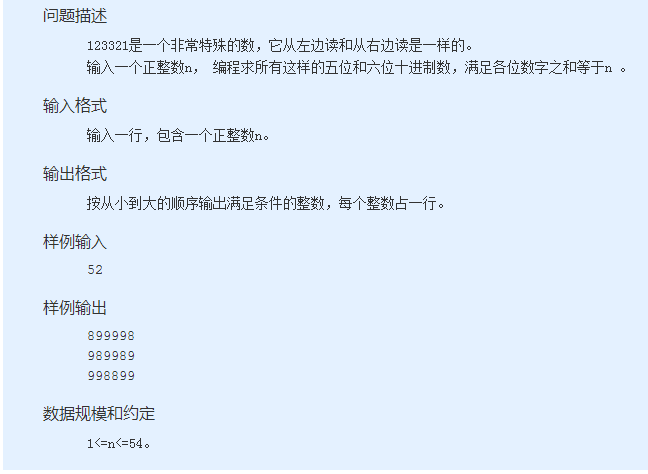 问题描述
123321是一个非常特殊的数，它从左边读和从右边读是一样的。
输入一个正整数n， 编程求所有这样的五位和六位十进制数，满足各位数字之和等于n 。
输入格式
输入一行，包含一个正整数n。
输出格式
按从小到大的顺序输出满足条件的整数，每个整数占一行。
样例输入
52
样例输出
899998
989989
998899
数据规模和约定
1<=n<=54。